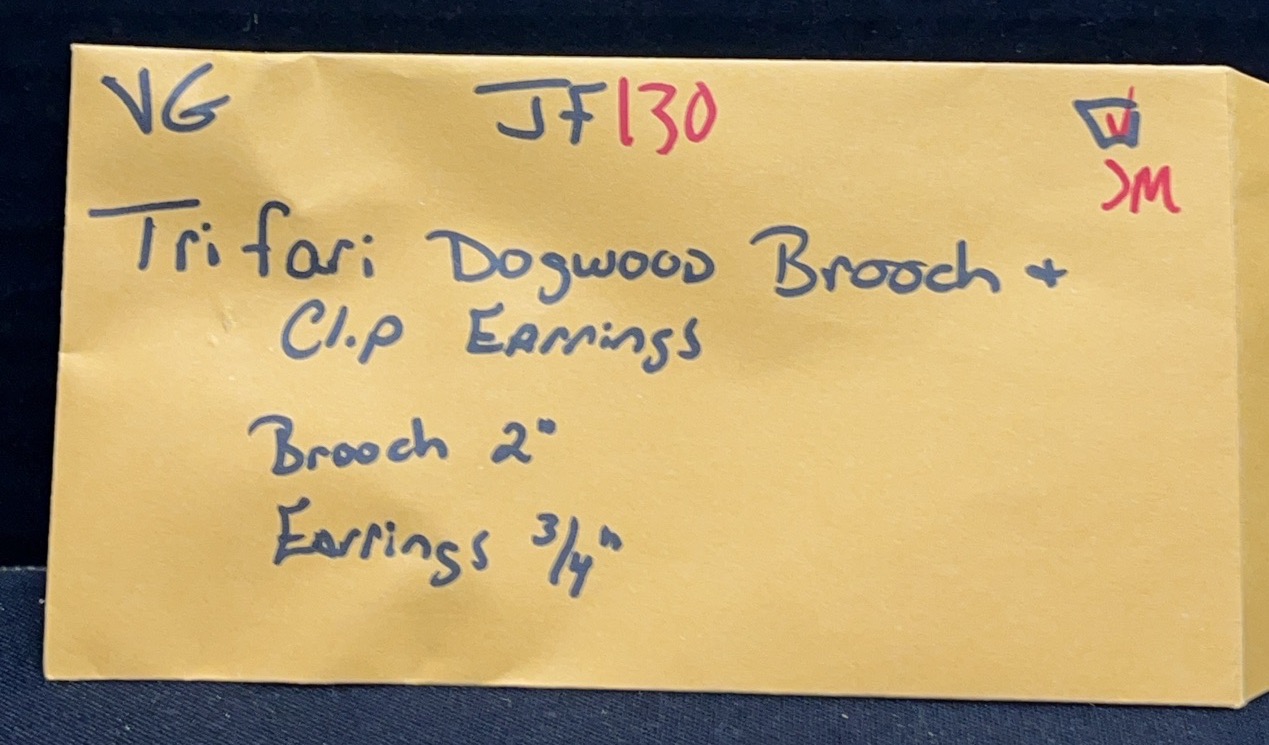 VG JF130 ☑
JM
Trifari Dogwood Brooch +
Clip Earrings
Brooch 2"
Earrings 3/4"